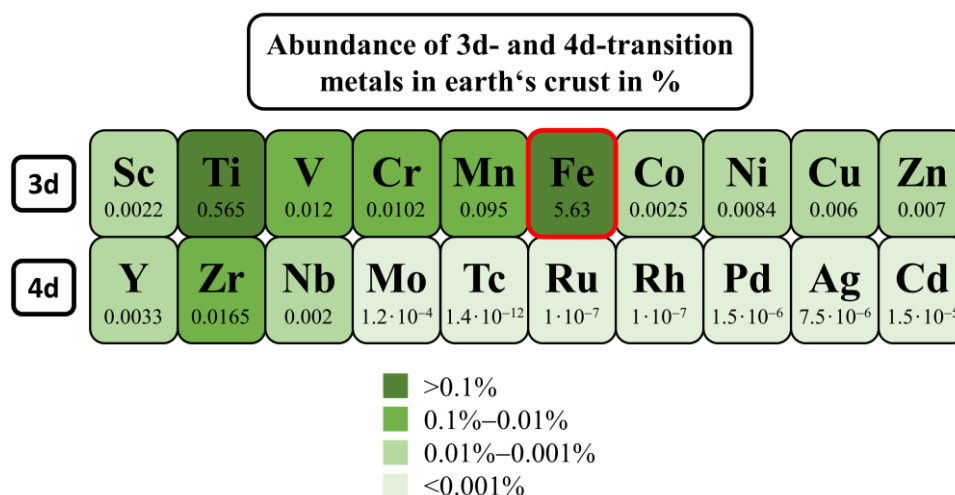 Abundance of 3d- and 4d-transition
metals in earth‘s crust in %
3d Sc Ti V Cr Mn Fe Co Ni Cu Zn
0.0022 0.565 0.012 0.0102 0.095 5.63 0.0025 0.0084 0.006 0.007
4d Y Zr Nb Mo Tc Ru Rh Pd Ag Cd
0.0033 0.0165 0.002 1.2·10⁻⁴ 1.4·10⁻¹² 1·10⁻⁷ 1·10⁻⁷ 1.5·10⁻⁶ 7.5·10⁻⁶ 1.5·10⁻⁵
>0.1%
0.1%–0.01%
0.01%–0.001%
<0.001%